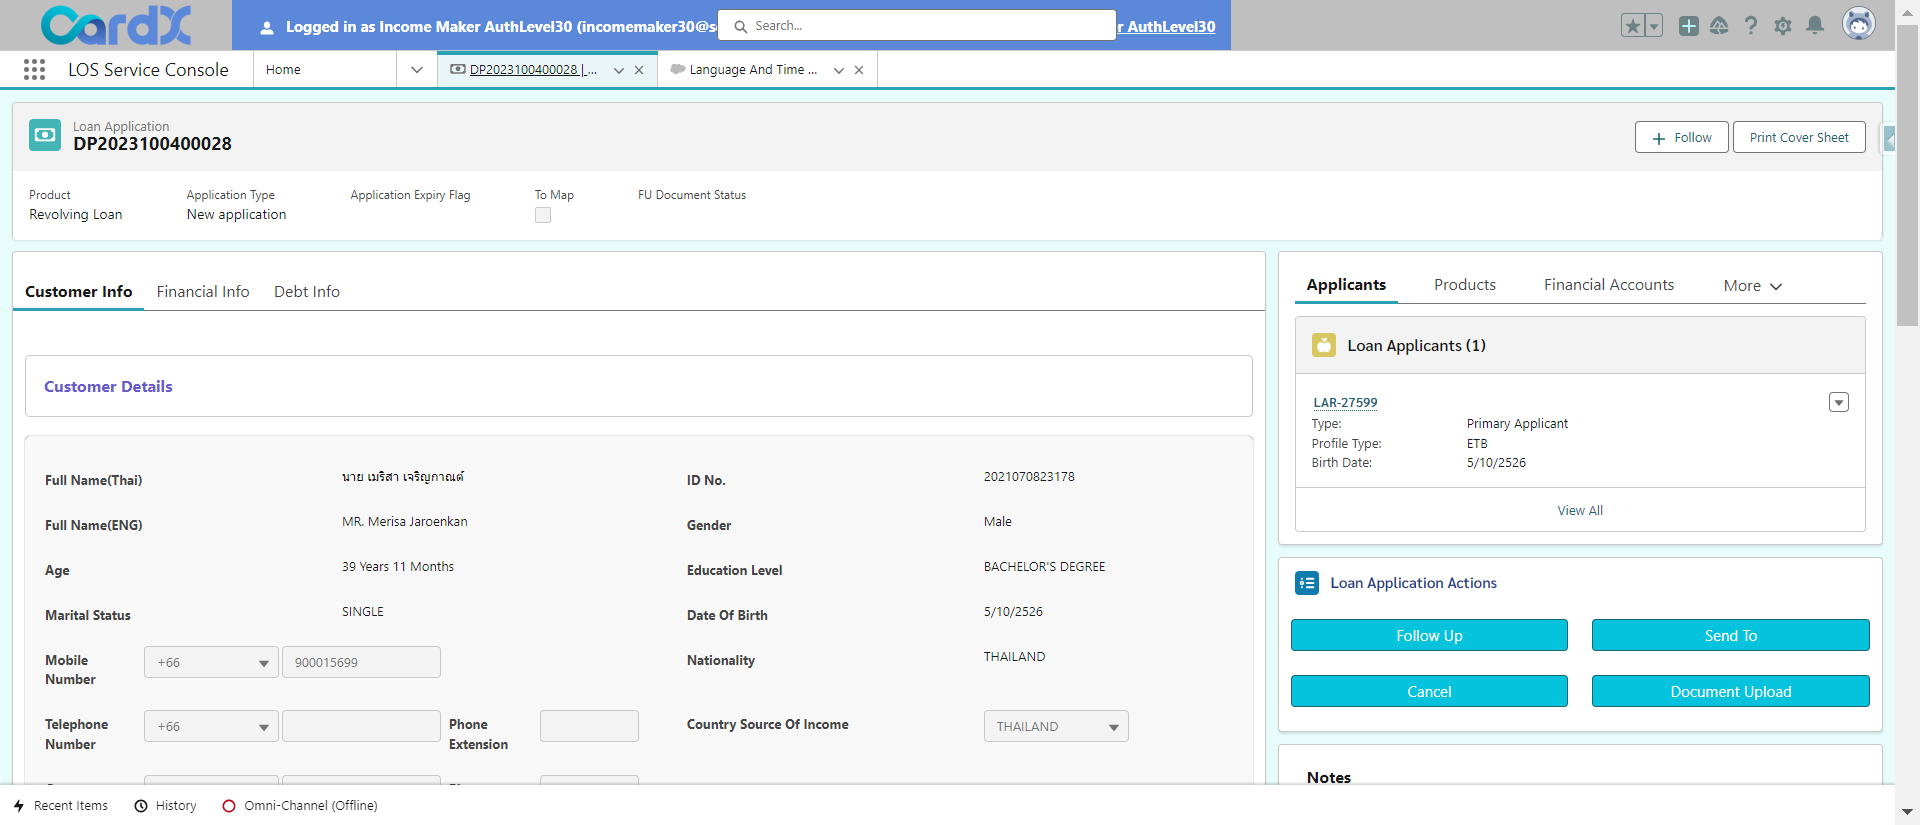 CardX
Logged in as Income Maker AuthLevel30 (incomemaker30@s
Search...
r AuthLevel30
LOS Service Console
Home
DP2023100400028 | ...
Language And Time ...
Loan Application
DP2023100400028
Follow
Print Cover Sheet
Product
Application Type
Application Expiry Flag
To Map
FU Document Status
Revolving Loan
New application
Customer Info
Financial Info
Debt Info
Applicants
Products
Financial Accounts
More
Loan Applicants (1)
Customer Details
LAR-27599
Type:
Primary Applicant
Profile Type:
ETB
Birth Date:
5/10/2526
View All
Full Name(Thai)
นาย เมริสา เจริญกาณต์
ID No.
2021070823178
Full Name(ENG)
MR. Merisa Jaroenkan
Gender
Male
Age
39 Years 11 Months
Education Level
BACHELOR'S DEGREE
Marital Status
SINGLE
Date Of Birth
5/10/2526
Mobile
Number
+66
900015699
Nationality
THAILAND
Telephone
Number
+66
Phone
Extension
Country Source Of Income
THAILAND
Loan Application Actions
Follow Up
Send To
Cancel
Document Upload
Notes
Recent Items
History
Omni-Channel (Offline)